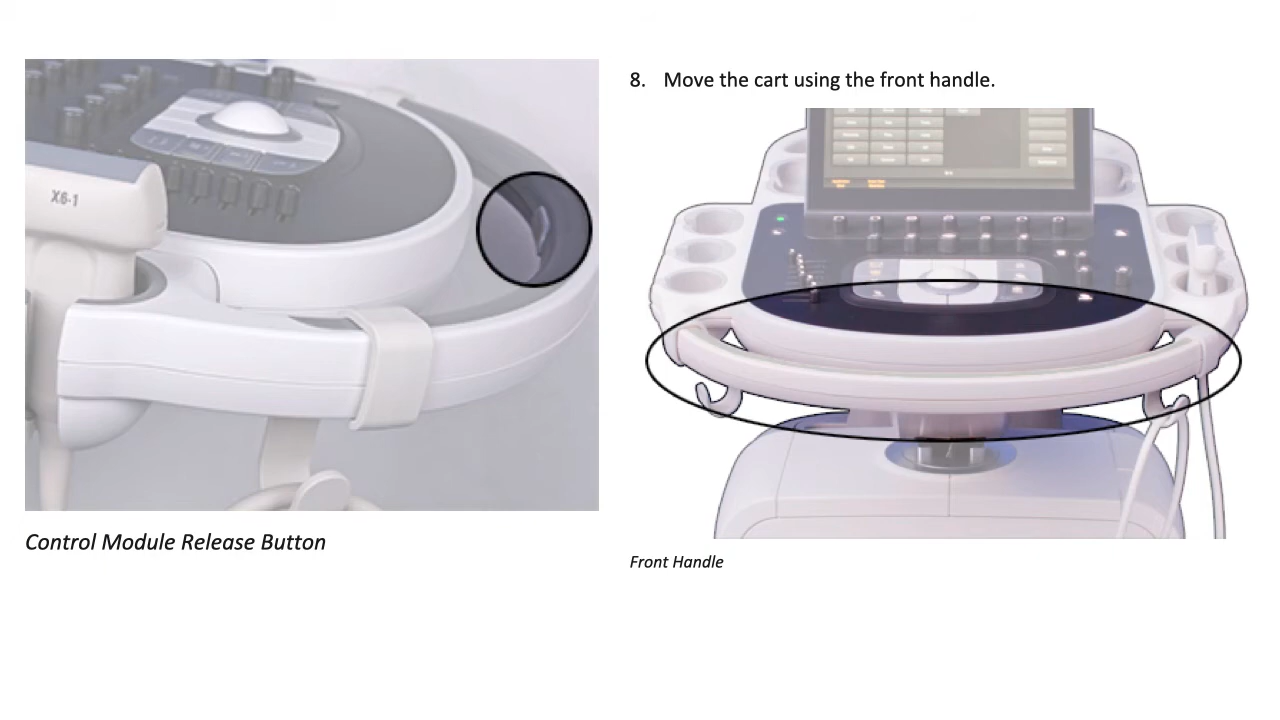 X6-1
Control Module Release Button
8. Move the cart using the front handle.
Front Handle